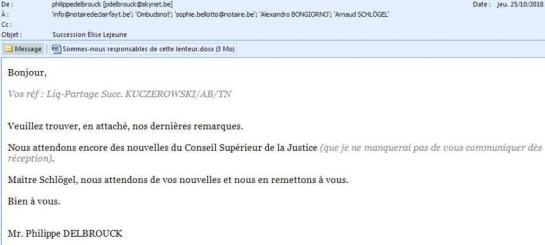 De : philippedelbrouck [pdelbrouck@skynet.be] Date : jeu. 25/10/2018
À : 'info@notairedeclairfayt.be'; 'Ombudsnot'; 'sophie.bellotto@notaire.be'; 'Alexandro BONGIORNO'; 'Arnaud SCHLÖGEL'
Cc :
Objet : Succession Élise Lejeune
Message Sommes-nous responsables de cette lenteur.docx (3 Mo)
Bonjour,
Vos réf : Liq-Partage Succ. KUCZEROWSKI/AB/TN
Veuillez trouver, en attaché, nos dernières remarques.
Nous attendons encore des nouvelles du Conseil Supérieur de la Justice (que je ne manquerai pas de vous communiquer dès
réception).
Maître Schlögel, nous attendons de vos nouvelles et nous en remettons à vous.
Bien à vous.
Mr. Philippe DELBROUCK